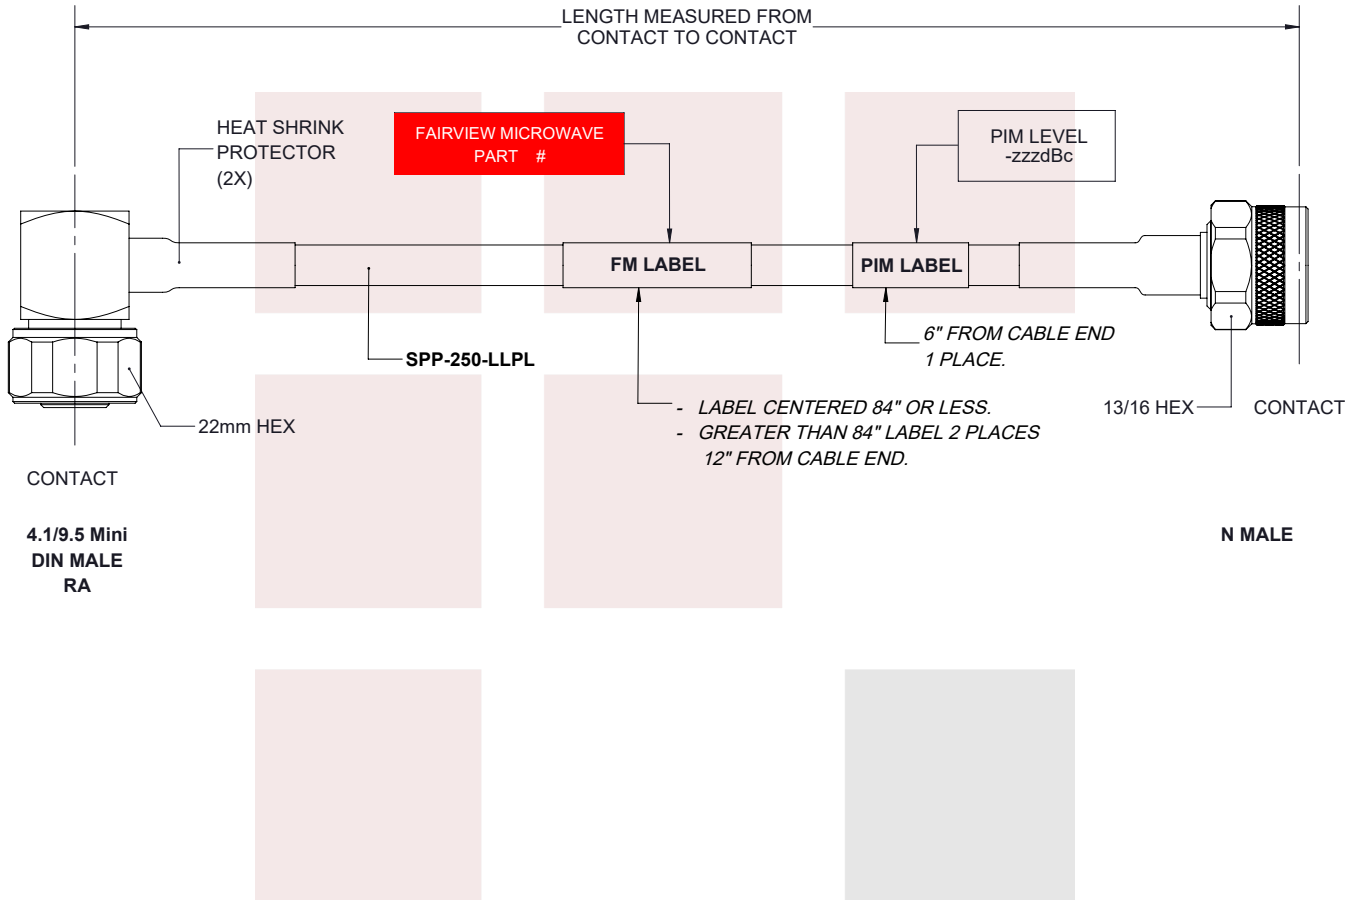 LENGTH MEASURED FROM
CONTACT TO CONTACT
HEAT SHRINK
PROTECTOR
(2X)
FAIRVIEW MICROWAVE
PART #
PIM LEVEL
-zzzdBc
FM LABEL
PIM LABEL
SPP-250-LLPL
6" FROM CABLE END
1 PLACE.
22mm HEX
- LABEL CENTERED 84" OR LESS.
- GREATER THAN 84" LABEL 2 PLACES
12" FROM CABLE END.
13/16 HEX
CONTACT
CONTACT
4.1/9.5 Mini
DIN MALE
RA
N MALE